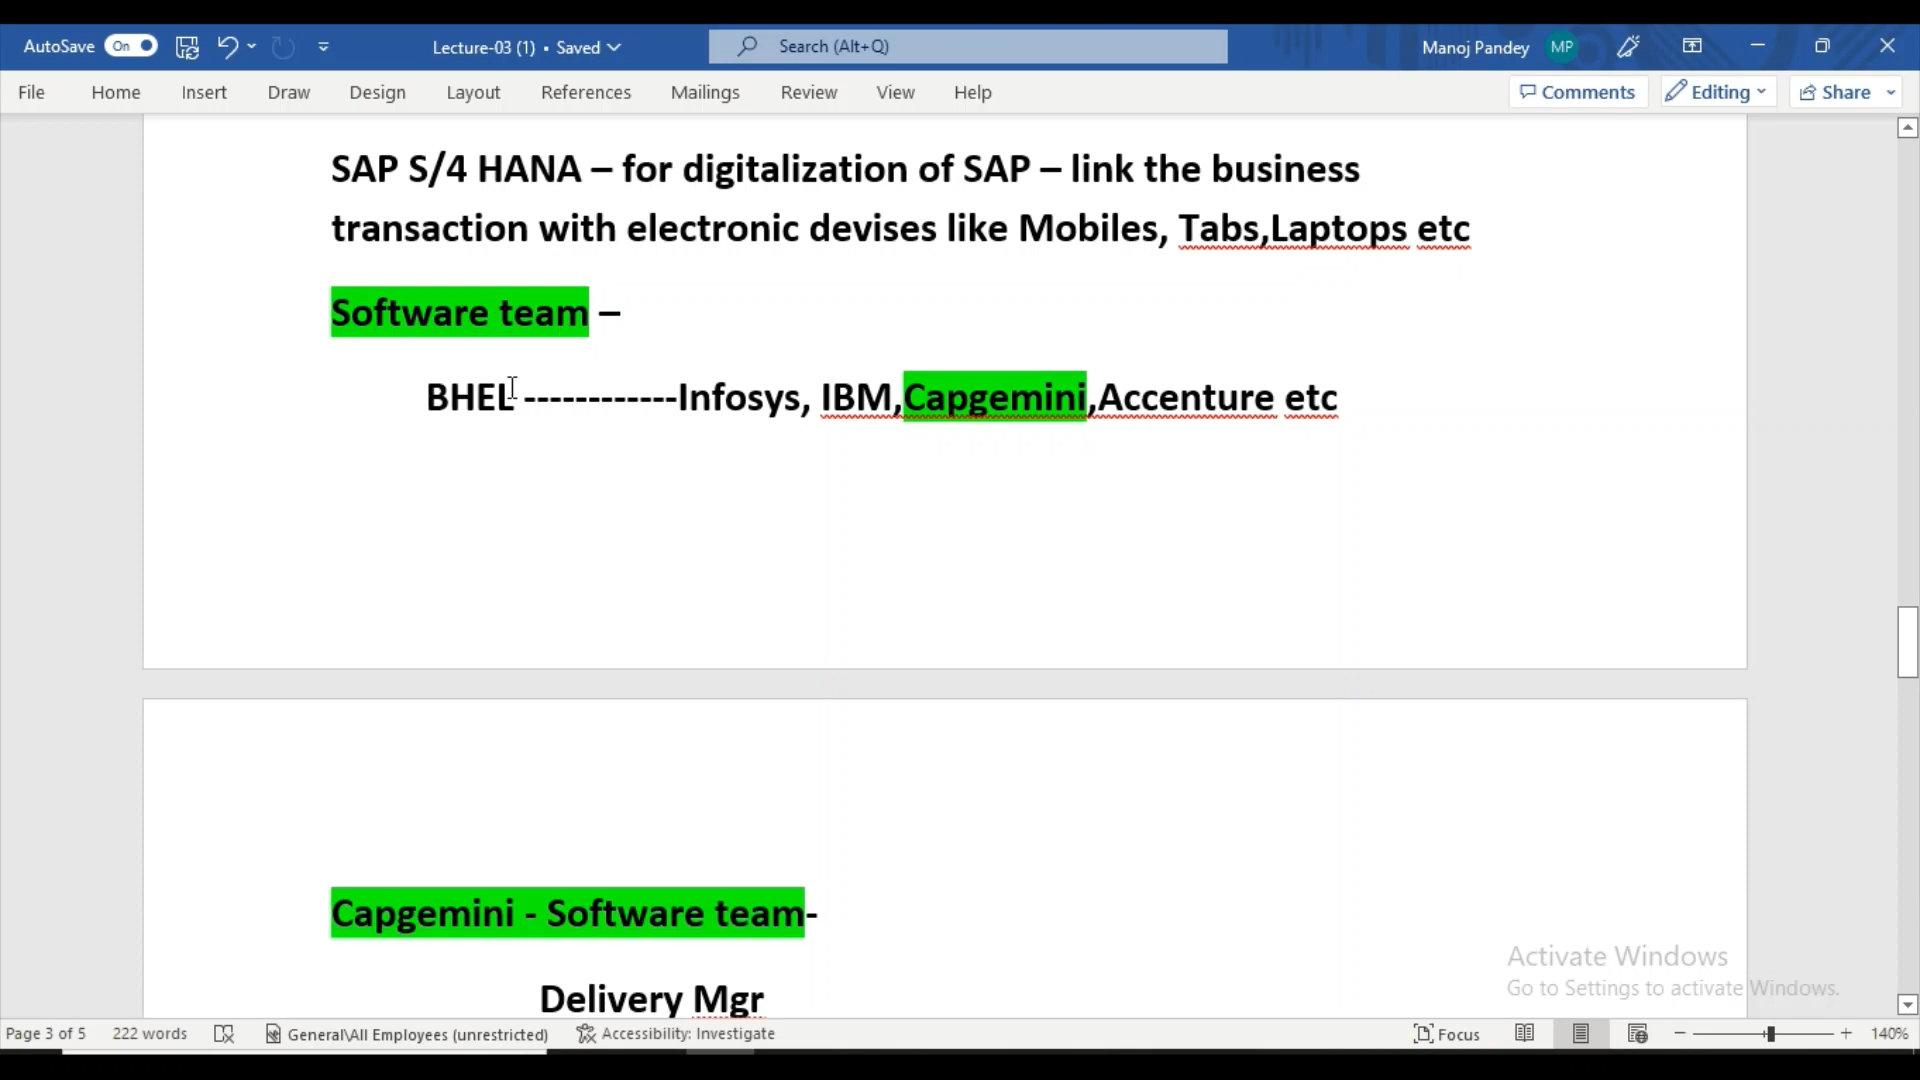 AutoSave On Lecture-03 (1) • Saved Search (Alt+Q) Manoj Pandey MP
File Home Insert Draw Design Layout References Mailings Review View Help Comments Editing Share
SAP S/4 HANA – for digitalization of SAP – link the business
transaction with electronic devises like Mobiles, Tabs,Laptops etc
Software team –
BHEL ------------Infosys, IBM,Capgemini,Accenture etc
Capgemini - Software team-
Delivery Mgr
Activate Windows
Go to Settings to activate Windows.
Page 3 of 5 222 words General\All Employees (unrestricted) Accessibility: Investigate Focus 140%